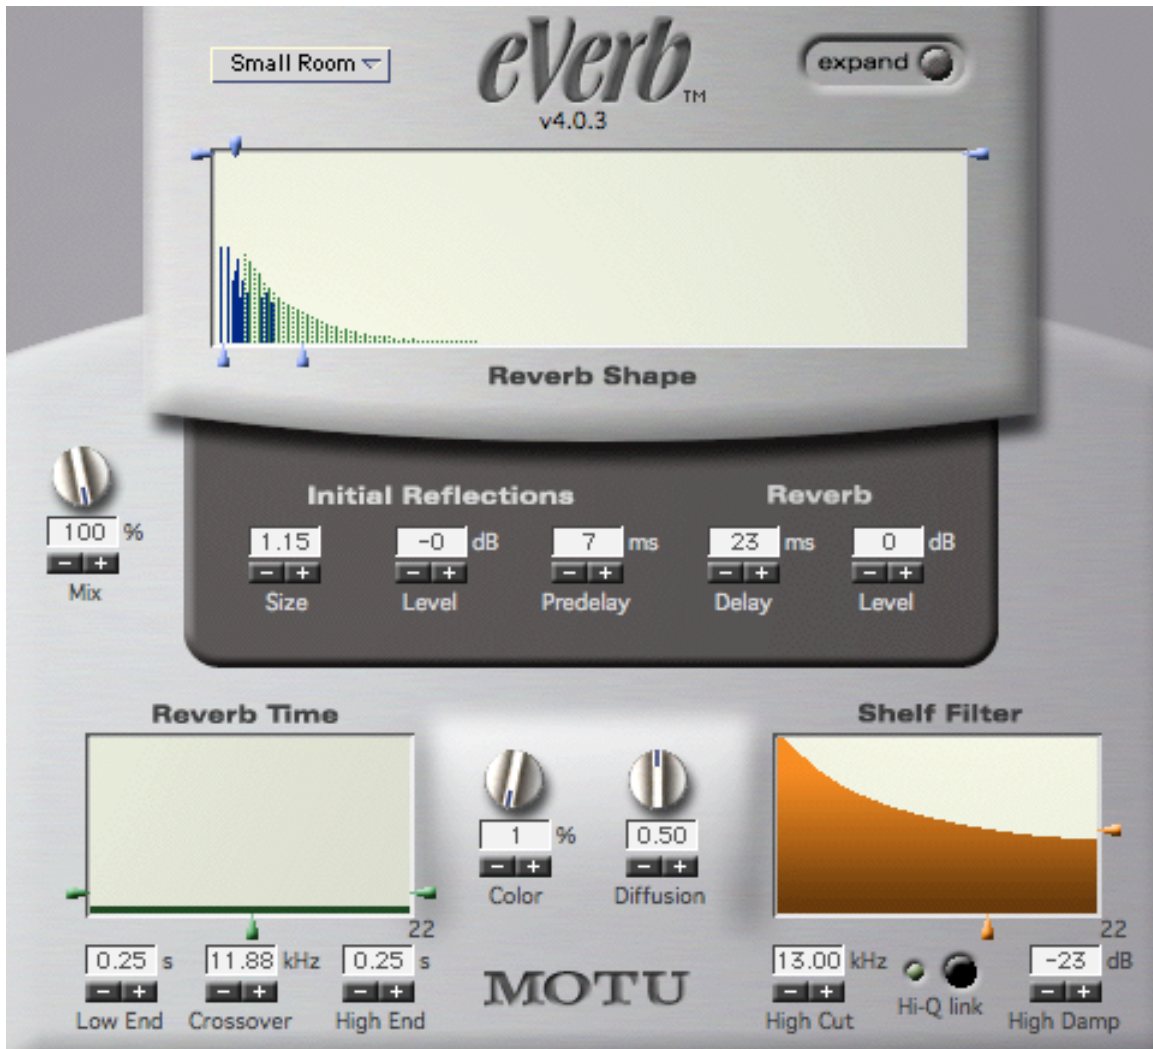 Small Room
eVerb™
expand
v4.0.3
Reverb Shape
100 %
Mix
Initial Reflections
Reverb
1.15
-0 dB
7 ms
23 ms
0 dB
Size
Level
Predelay
Delay
Level
Reverb Time
22
0.25 s
11.88 kHz
0.25 s
Low End
Crossover
High End
1 %
Color
0.50
Diffusion
MOTU
Shelf Filter
22
13.00 kHz
-23 dB
High Cut
Hi-Q link
High Damp